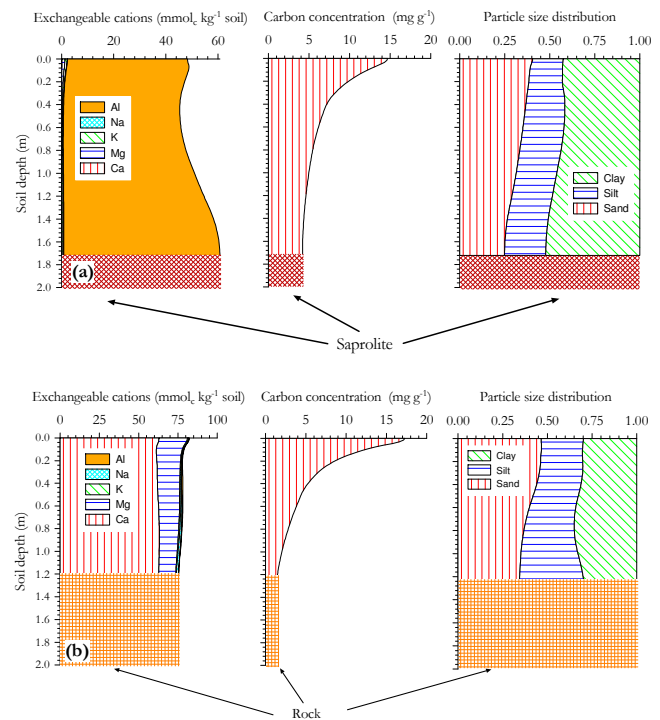 Exchangeable cations (mmolc kg-1 soil)
Carbon concentration (mg g-1)
Particle size distribution
0 20 40 60
0 5 10 15 20
0.00 0.25 0.50 0.75 1.00
Soil depth (m)
0.0
0.2
0.4
0.6
0.8
1.0
1.2
1.4
1.6
1.8
2.0
Al
Na
K
Mg
Ca
(a)
Clay
Silt
Sand
Saprolite
Exchangeable cations (mmolc kg-1 soil)
Carbon concentration (mg g-1)
Particle size distribution
0 25 50 75 100
0 5 10 15 20
0.00 0.25 0.50 0.75 1.00
Soil depth (m)
0.0
0.2
0.4
0.6
0.8
1.0
1.2
1.4
1.6
1.8
2.0
Al
Na
K
Mg
Ca
(b)
Clay
Silt
Sand
Rock